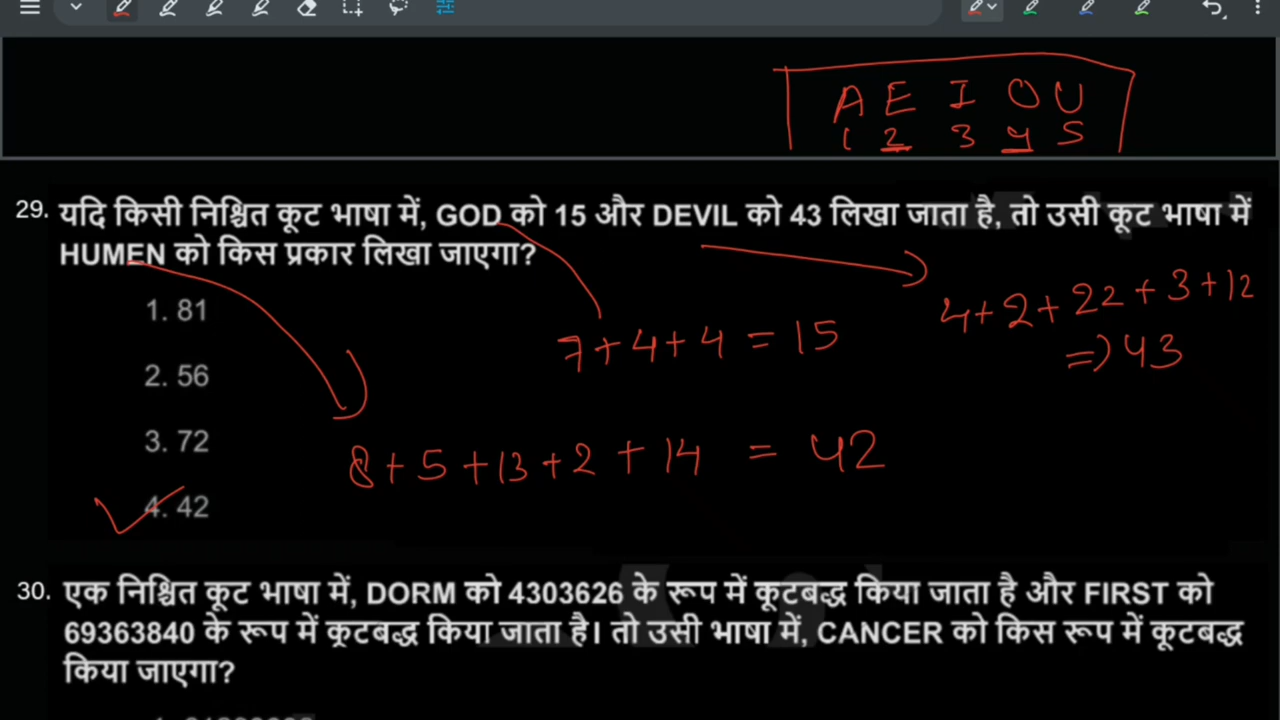 A E I O U
1 2 3 4 5
29. यदि किसी निश्चित कूट भाषा में, GOD को 15 और DEVIL को 43 लिखा जाता है, तो उसी कूट भाषा में
HUMEN को किस प्रकार लिखा जाएगा?
4+2+22+3+12
=) 43
1. 81
7+4+4 = 15
2. 56
3. 72
8+5+13+2+14 = 42
4. 42
30. एक निश्चित कूट भाषा में, DORM को 4303626 के रूप में कूटबद्ध किया जाता है और FIRST को
69363840 के रूप में कूटबद्ध किया जाता है। तो उसी भाषा में, CANCER को किस रूप में कूटबद्ध
किया जाएगा?